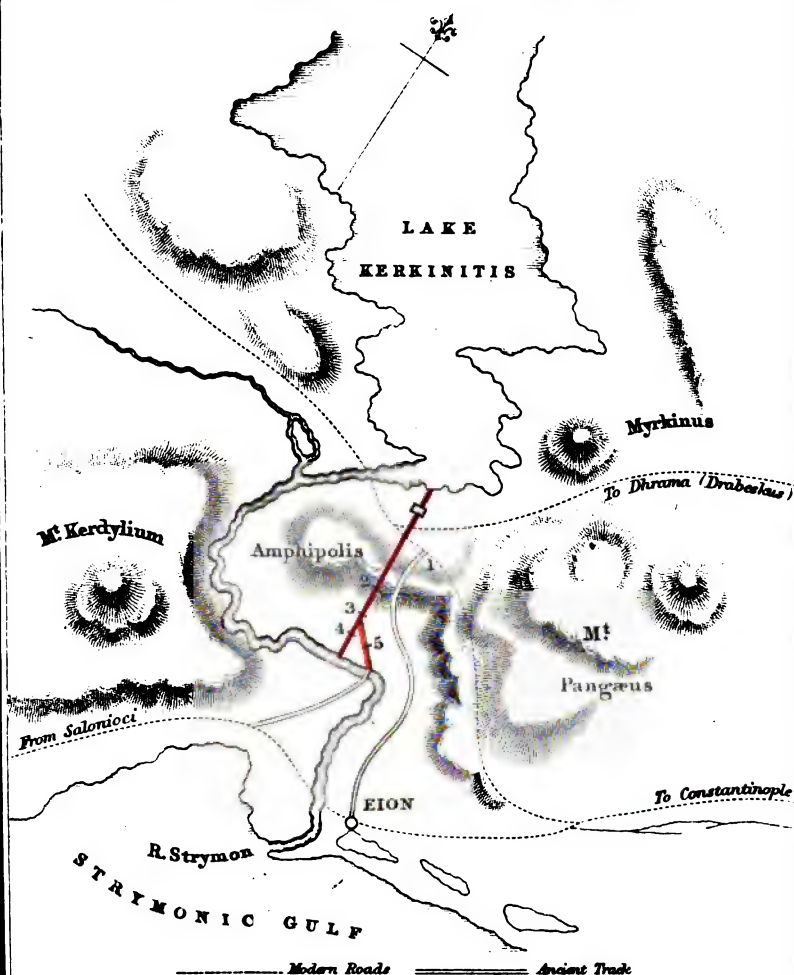 LAKE
KERKINITIS
Myrkinus
To Dhrama (Drabeskus)
Mt. Kerdylium
Amphipolis
1
2
3
4
5
Mt
Pangæus
From Salonioci
To Constantinople
EION
R. Strymon
STRYMONIC GULF
Modern Roads
Ancient Track